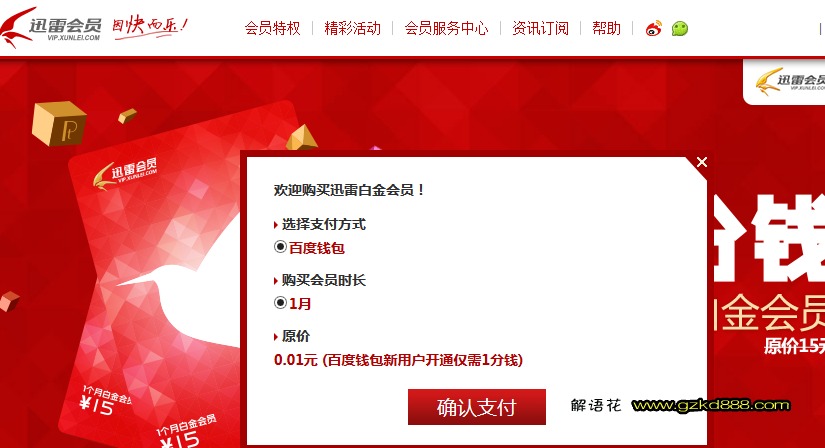 迅雷会员 因快而乐!
VIP.XUNLEI.COM
会员特权 精彩活动 会员服务中心 资讯订阅 帮助
迅雷会员
VIP.XUNLEI.COM
迅雷会员
VIP.XUNLEI.COM
欢迎购买迅雷白金会员！
选择支付方式
百度钱包
购买会员时长
1月
原价
0.01元 (百度钱包新用户开通仅需1分钱)
确认支付
分钱
白金会员
原价15元
1个月白金会员
¥15
个月白金会员
¥15
解语花 www.gzkd888.com